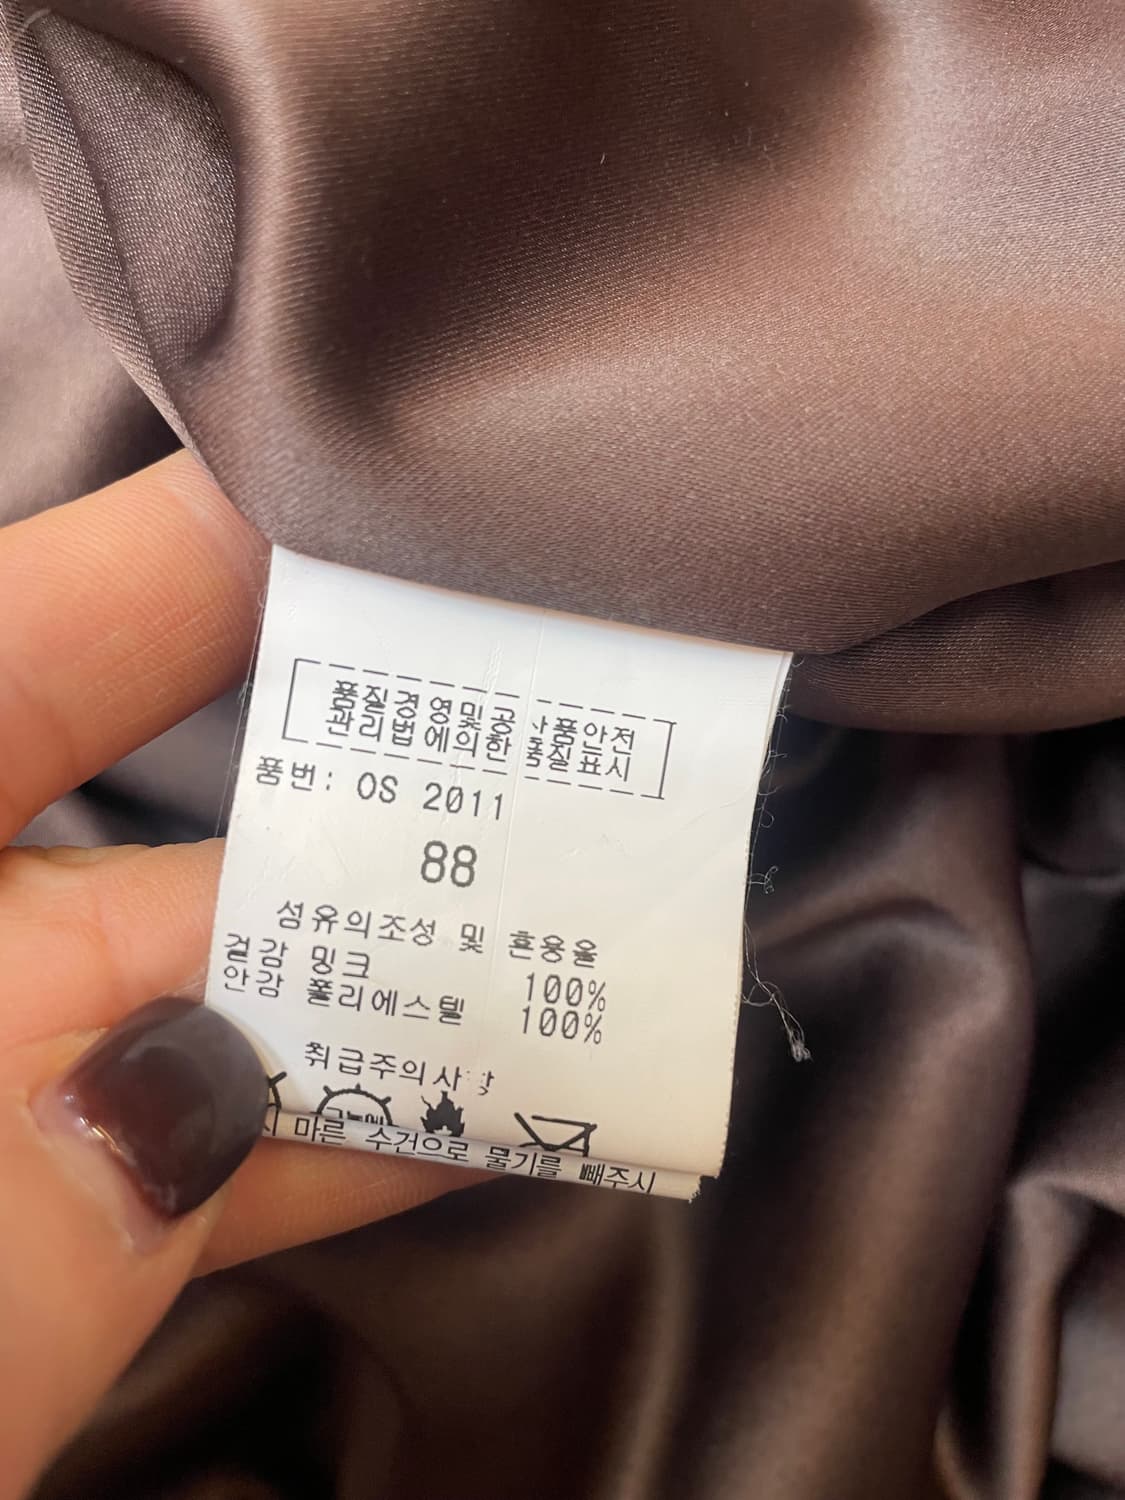 품질경영및공산품안전
관리법에의한품질표시
품번: OS 2011
88
섬유의조성 및 혼용율
겉감 밍크 100%
안감 폴리에스텔 100%
취급주의사항
마른 수건으로 물기를 빼주시